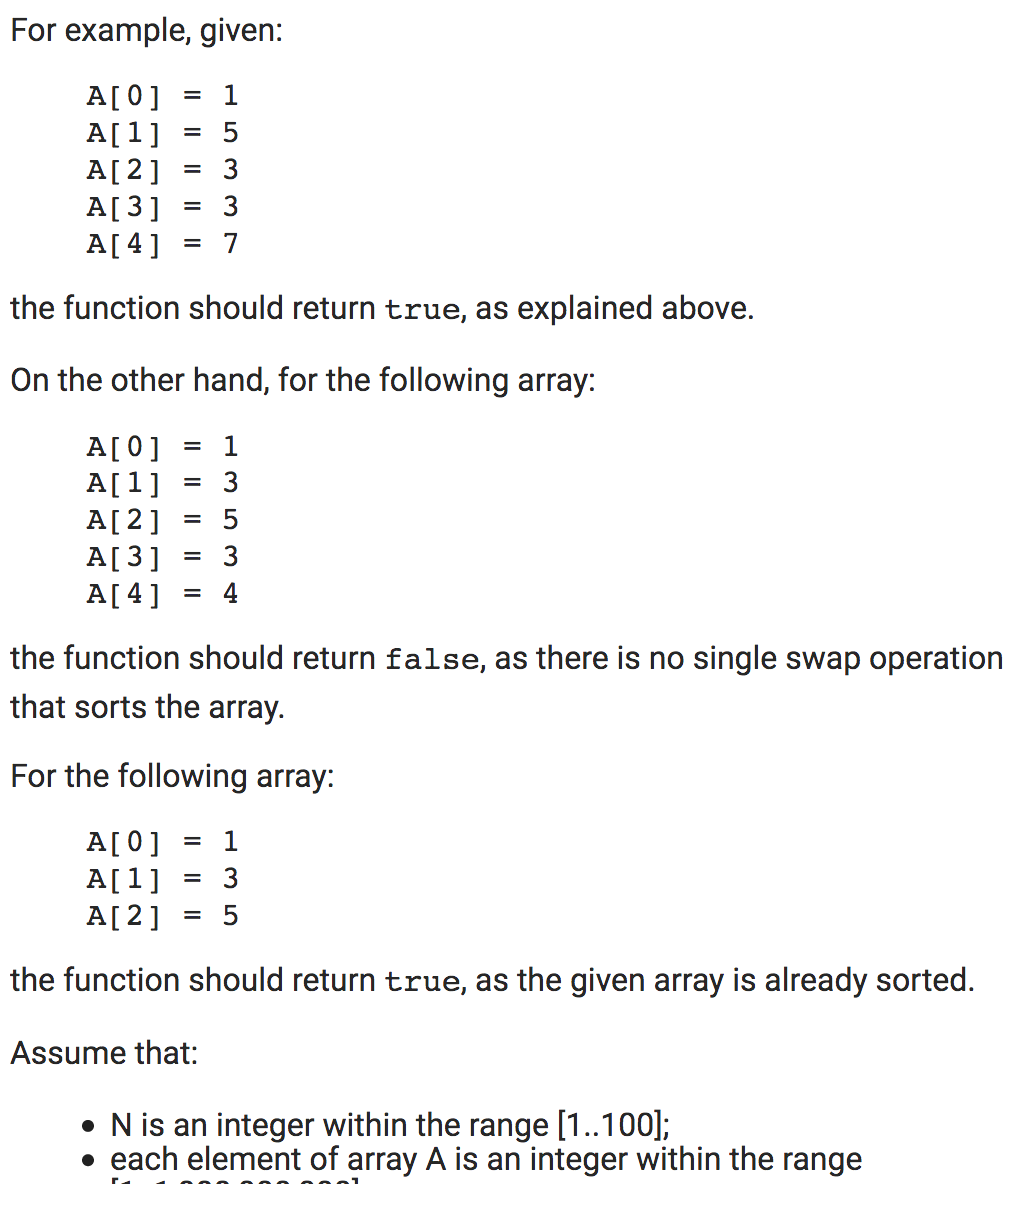 For example, given:
A[0] = 1
A[1] = 5
A[2] = 3
A[3] = 3
A[4] = 7
the function should return true, as explained above.
On the other hand, for the following array:
A[0] = 1
A[1] = 3
A[2] = 5
A[3] = 3
A[4] = 4
the function should return false, as there is no single swap operation
that sorts the array.
For the following array:
A[0] = 1
A[1] = 3
A[2] = 5
the function should return true, as the given array is already sorted.
Assume that:
• N is an integer within the range [1..100];
• each element of array A is an integer within the range